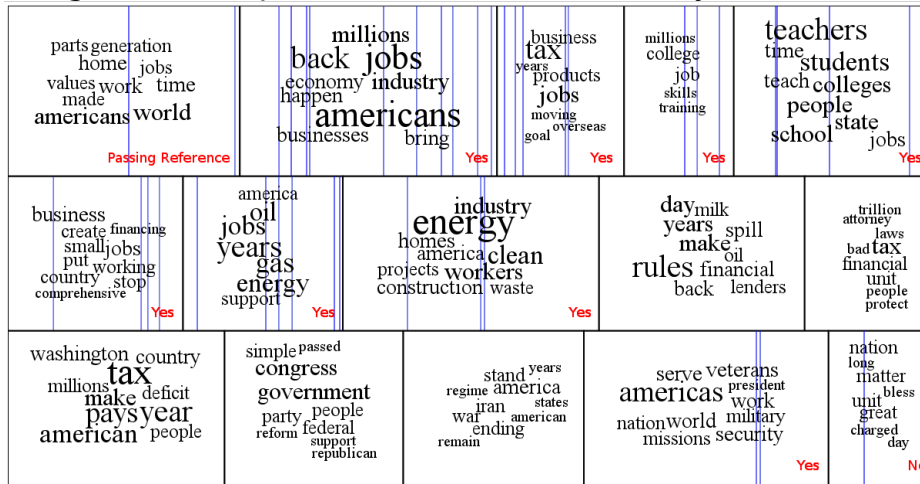 parts generation
home jobs
values work time
made
americans world
Passing Reference
millions
back jobs
economy industry
happen
americans
businesses bring
Yes
business
tax
years
products
jobs
moving
goal overseas
Yes
millions
college
job
skills
training
Yes
teachers
time
students
teach colleges
people
state
school jobs
Yes
business
create financing
small jobs
put working
country stop
comprehensive
Yes
america
oil
jobs
years
gas
energy
support
Yes
industry
energy
homes
america clean
projects workers
construction waste
Yes
day milk
years spill
make
oil
rules financial
back lenders
trillion
attorney
laws
bad tax
financial
unit
people
protect
washington country
tax
millions deficit
make
pays year
american people
simple passed
congress
government
people
party federal
reform support
republican
years
stand
regime america
iran states
war american
ending
remain
serve veterans
americas president
work
nation world military
missions security
Yes
nation
long
matter
bless
unit
great
charged
day